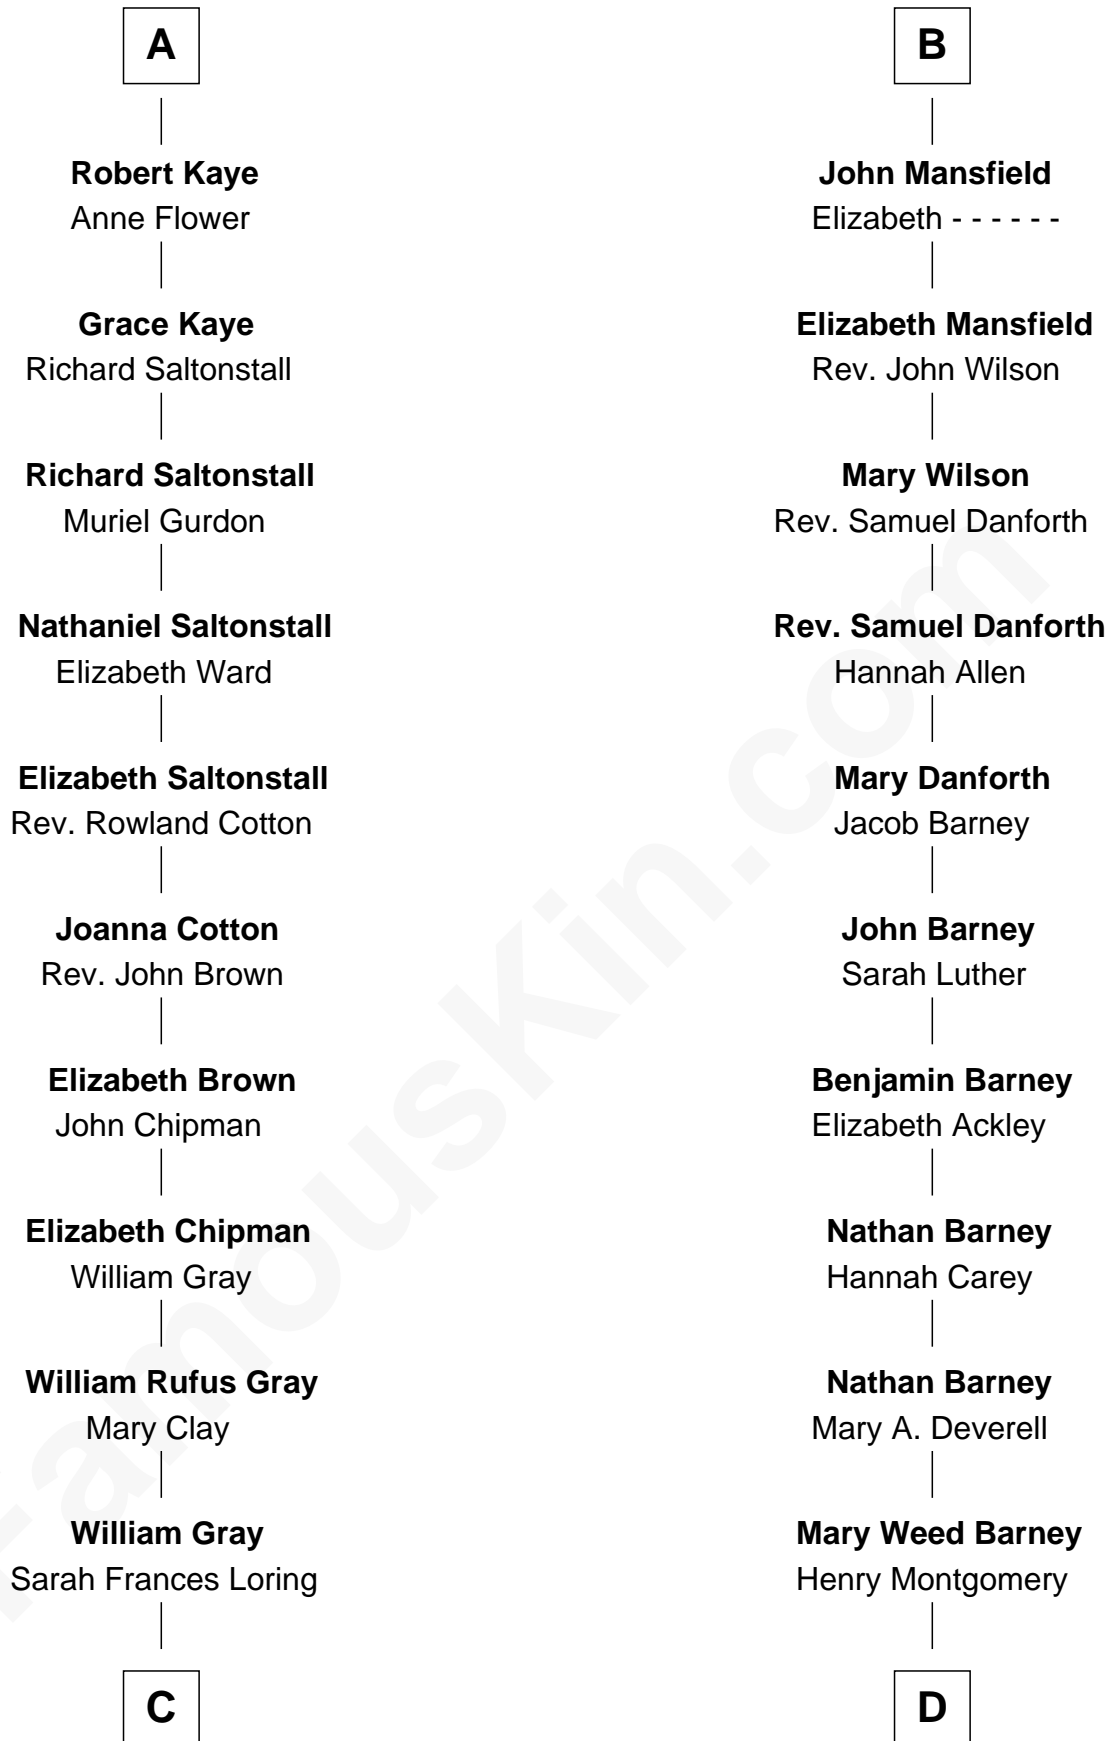 A
Robert Kaye
Anne Flower
Grace Kaye
Richard Saltonstall
Richard Saltonstall
Muriel Gurdon
Nathaniel Saltonstall
Elizabeth Ward
Elizabeth Saltonstall
Rev. Rowland Cotton
Joanna Cotton
Rev. John Brown
Elizabeth Brown
John Chipman
Elizabeth Chipman
William Gray
William Rufus Gray
Mary Clay
William Gray
Sarah Frances Loring
C
B
John Mansfield
Elizabeth - - - - - -
Elizabeth Mansfield
Rev. John Wilson
Mary Wilson
Rev. Samuel Danforth
Rev. Samuel Danforth
Hannah Allen
Mary Danforth
Jacob Barney
John Barney
Sarah Luther
Benjamin Barney
Elizabeth Ackley
Nathan Barney
Hannah Carey
Nathan Barney
Mary A. Deverell
Mary Weed Barney
Henry Montgomery
D
FamousKin.com